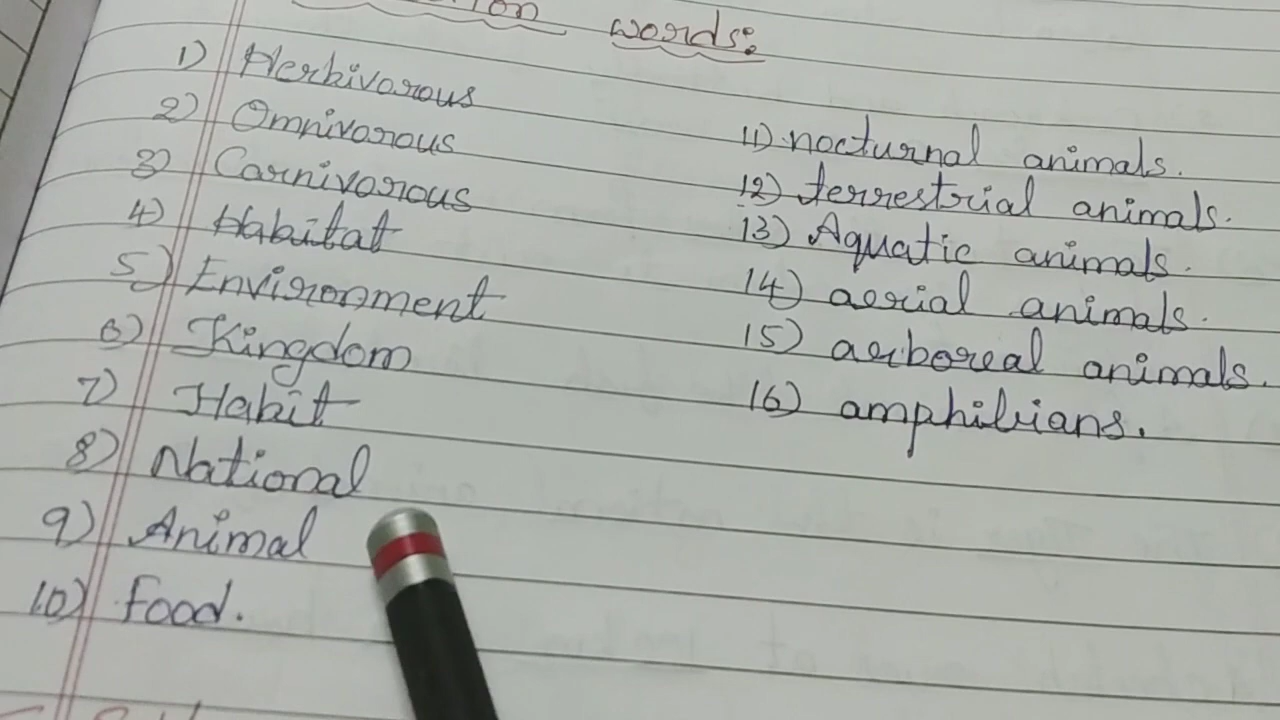 words:
1) Herbivorous
2) Omnivorous
3) Carnivorous
4) Habitat
5) Environment
6) Kingdom
7) Habit
8) National
9) Animal
10) Food.
11) nocturnal animals.
12) terrestrial animals.
13) Aquatic animals.
14) aerial animals.
15) arboreal animals.
16) amphibians.